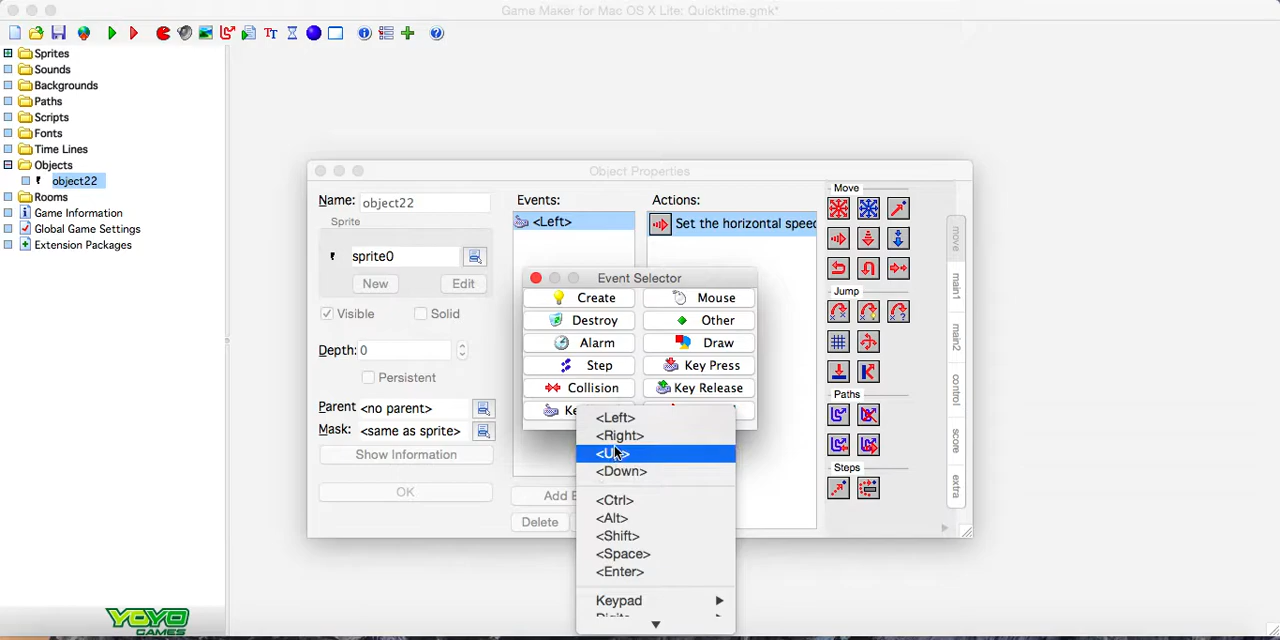 Game Maker for Mac OS X Lite: Quicktime.gmk*
Sprites
Sounds
Backgrounds
Paths
Scripts
Fonts
Time Lines
Objects
object22
Rooms
Game Information
Global Game Settings
Extension Packages
YOYO
GAMES
Object Properties
Name: object22
Sprite
sprite0
New Edit
Visible Solid
Depth: 0
Persistent
Parent <no parent>
Mask: <same as sprite>
Show Information
OK
Events:
<Left>
Add E
Delete
Actions:
Set the horizontal speed
Event Selector
Create Mouse
Destroy Other
Alarm Draw
Step Key Press
Collision Key Release
Ke
<Left>
<Right>
<Down>
<Ctrl>
<Alt>
<Shift>
<Space>
<Enter>
Keypad
Move
Jump
Paths
Steps
move
main1
main2
control
score
extra